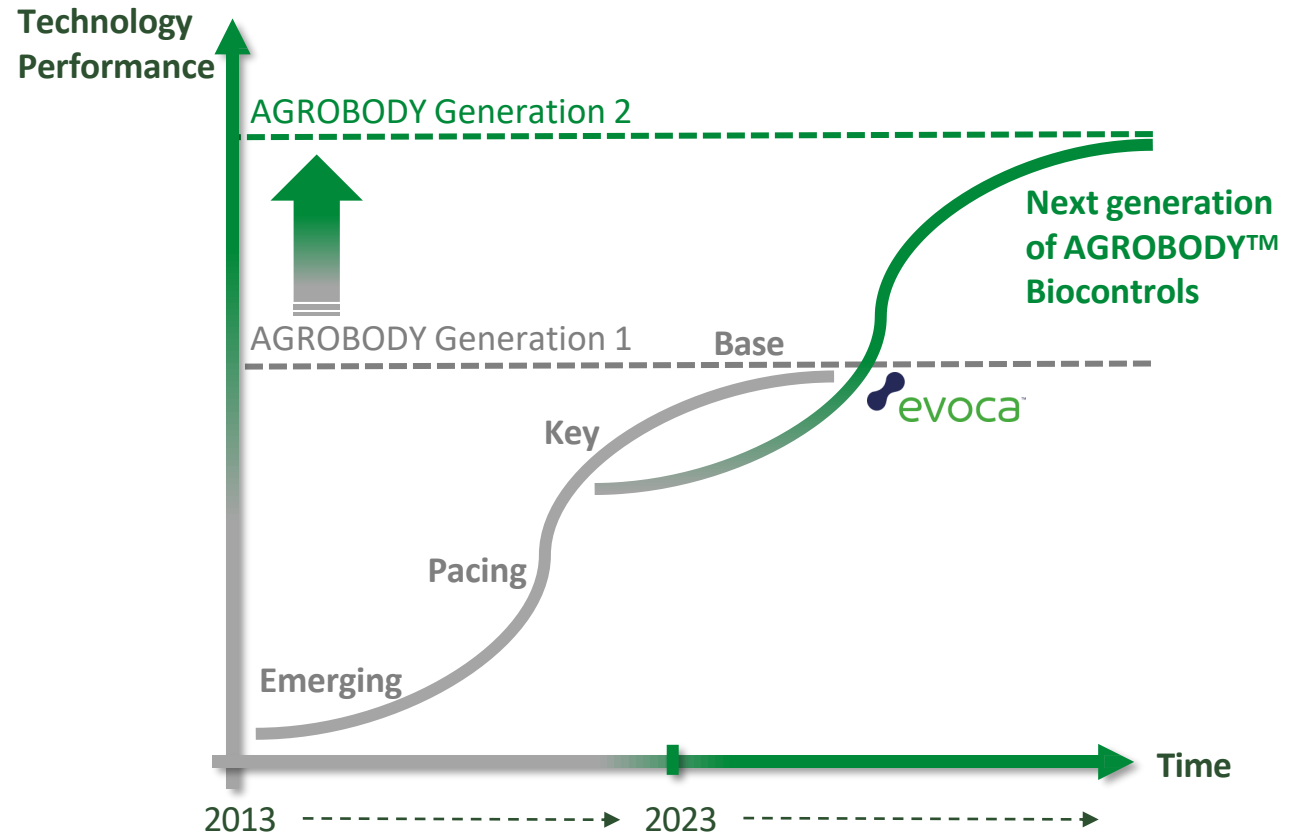 Technology
Performance
AGROBODY Generation 2
Next generation
of AGROBODY™
Biocontrols
AGROBODY Generation 1
Base
evoca™
Key
Pacing
Emerging
Time
2013
2023